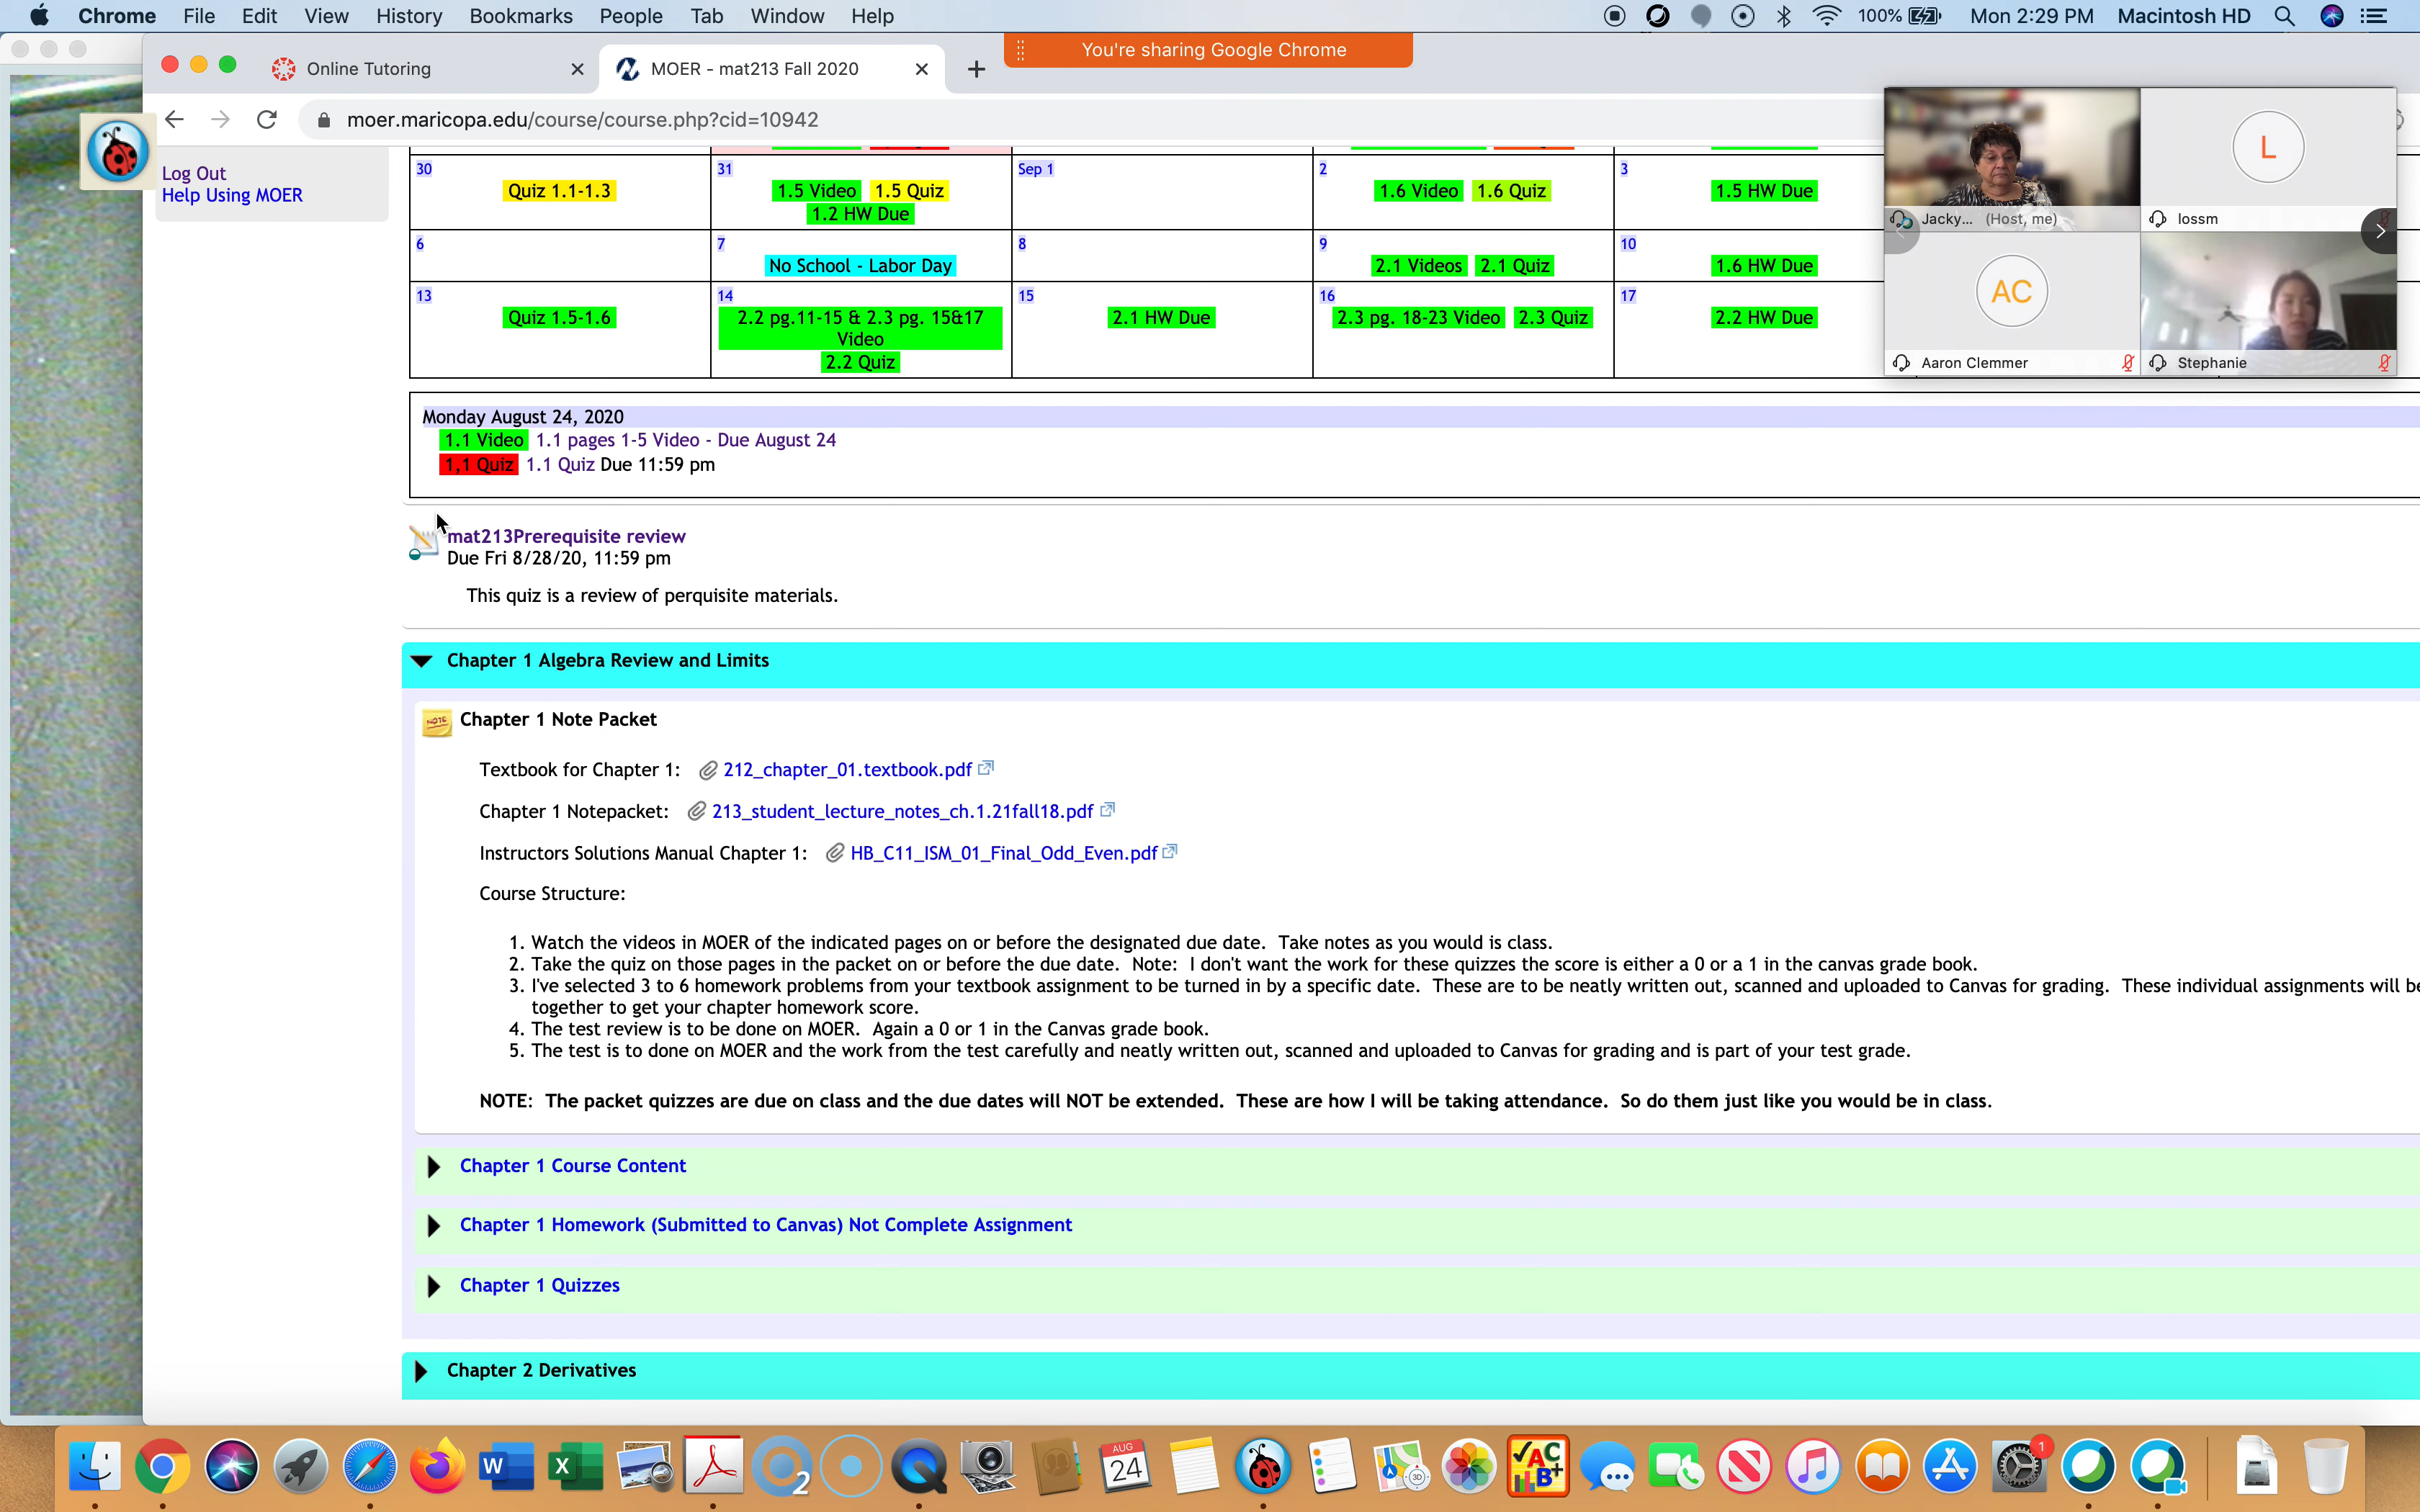 Chrome File Edit View History Bookmarks People Tab Window Help
100% Mon 2:29 PM Macintosh HD
You're sharing Google Chrome
Online Tutoring
MOER - mat213 Fall 2020
moer.maricopa.edu/course/course.php?cid=10942
Log Out
Help Using MOER
30 31 Sep 1 2 3
Quiz 1.1-1.3 1.5 Video 1.5 Quiz 1.6 Video 1.6 Quiz 1.5 HW Due
1.2 HW Due
6 7 8 9 10
No School - Labor Day 2.1 Videos 2.1 Quiz 1.6 HW Due
13 14 15 16 17
Quiz 1.5-1.6 2.2 pg.11-15 & 2.3 pg. 15&17 2.1 HW Due 2.3 pg. 18-23 Video 2.3 Quiz 2.2 HW Due
Video
2.2 Quiz
L
Jacky... (Host, me) lossm
AC
Aaron Clemmer Stephanie
Monday August 24, 2020
1.1 Video 1.1 pages 1-5 Video - Due August 24
1,1 Quiz 1.1 Quiz Due 11:59 pm
mat213Prerequisite review
Due Fri 8/28/20, 11:59 pm
This quiz is a review of perquisite materials.
Chapter 1 Algebra Review and Limits
NOTE Chapter 1 Note Packet
Textbook for Chapter 1: 212_chapter_01.textbook.pdf
Chapter 1 Notepacket: 213_student_lecture_notes_ch.1.21fall18.pdf
Instructors Solutions Manual Chapter 1: HB_C11_ISM_01_Final_Odd_Even.pdf
Course Structure:
1. Watch the videos in MOER of the indicated pages on or before the designated due date. Take notes as you would is class.
2. Take the quiz on those pages in the packet on or before the due date. Note: I don't want the work for these quizzes the score is either a 0 or a 1 in the canvas grade book.
3. I've selected 3 to 6 homework problems from your textbook assignment to be turned in by a specific date. These are to be neatly written out, scanned and uploaded to Canvas for grading. These individual assignments will be
together to get your chapter homework score.
4. The test review is to be done on MOER. Again a 0 or 1 in the Canvas grade book.
5. The test is to done on MOER and the work from the test carefully and neatly written out, scanned and uploaded to Canvas for grading and is part of your test grade.
NOTE: The packet quizzes are due on class and the due dates will NOT be extended. These are how I will be taking attendance. So do them just like you would be in class.
Chapter 1 Course Content
Chapter 1 Homework (Submitted to Canvas) Not Complete Assignment
Chapter 1 Quizzes
Chapter 2 Derivatives
W X 2 AUG 24 3D AC B+ 1